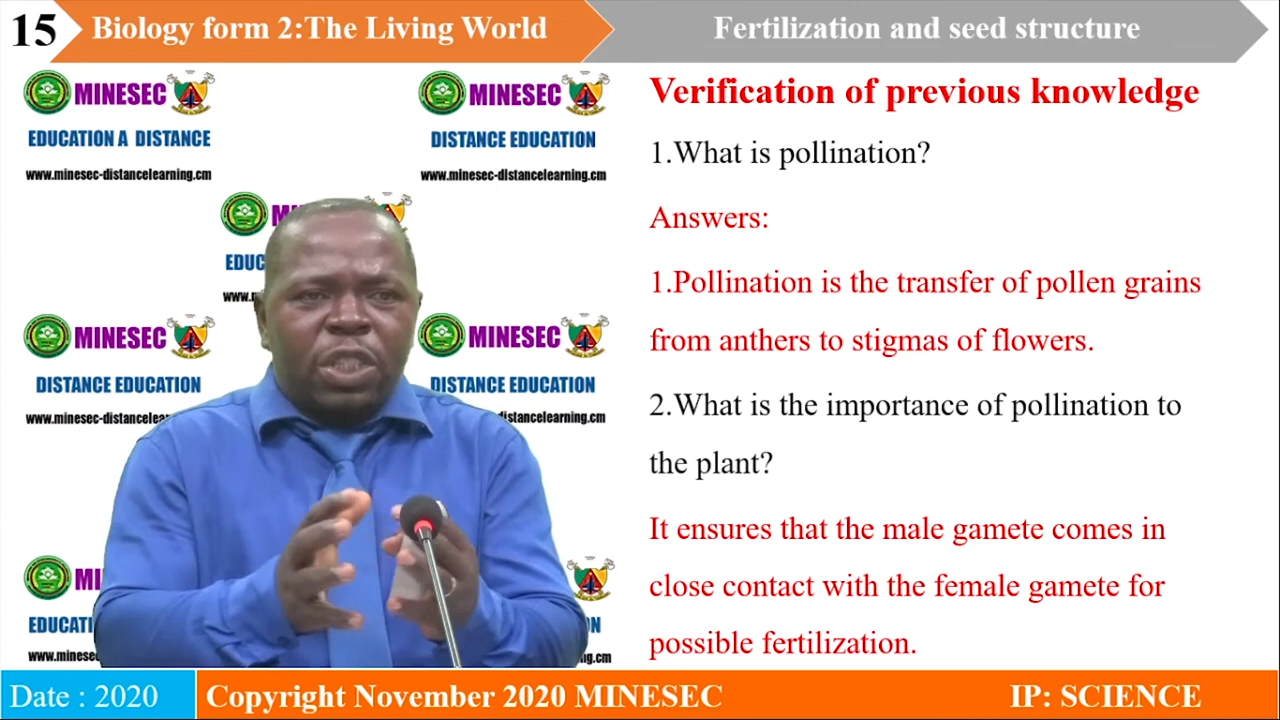 15
Biology form 2:The Living World
Fertilization and seed structure
MINESEC
EDUCATION A DISTANCE
www.minesec-distancelearning.cm
MINESEC
DISTANCE EDUCATION
www.minesec-distancelearning.cm
MINESEC
DISTANCE EDUCATION
MINESEC
DISTANCE EDUCATION
Verification of previous knowledge
1.What is pollination?
Answers:
1.Pollination is the transfer of pollen grains
from anthers to stigmas of flowers.
2.What is the importance of pollination to
the plant?
It ensures that the male gamete comes in
close contact with the female gamete for
possible fertilization.
Date : 2020
Copyright November 2020 MINESEC
IP: SCIENCE